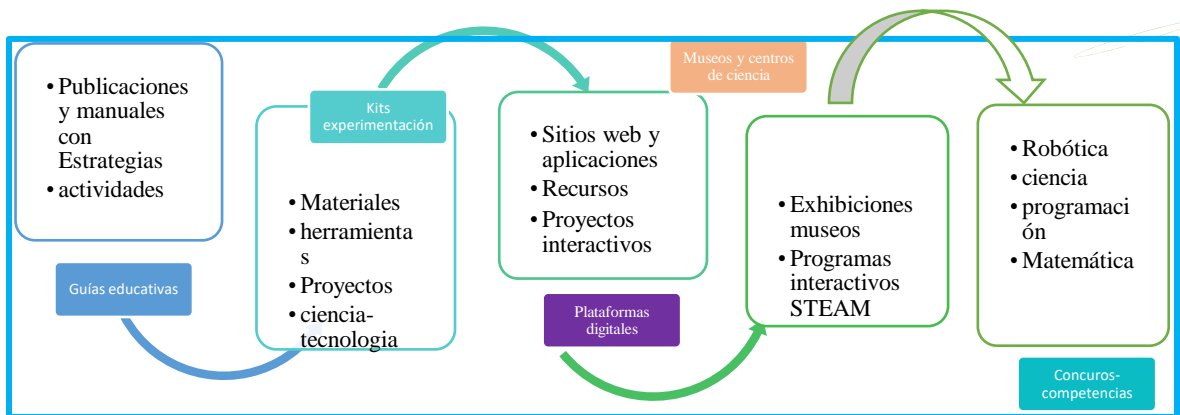 • Publicaciones
y manuales
con
Estrategias
• actividades
Guías educativas
Kits
experimentación
• Materiales
• herramienta
s
• Proyectos
• ciencia-
tecnologia
• Sitios web y
aplicaciones
• Recursos
• Proyectos
interactivos
Plataformas
digitales
Museos y centros
de ciencia
• Exhibiciones
museos
• Programas
interactivos
STEAM
• Robótica
• ciencia
• programaci
ón
• Matemática
Concuros-
competencias